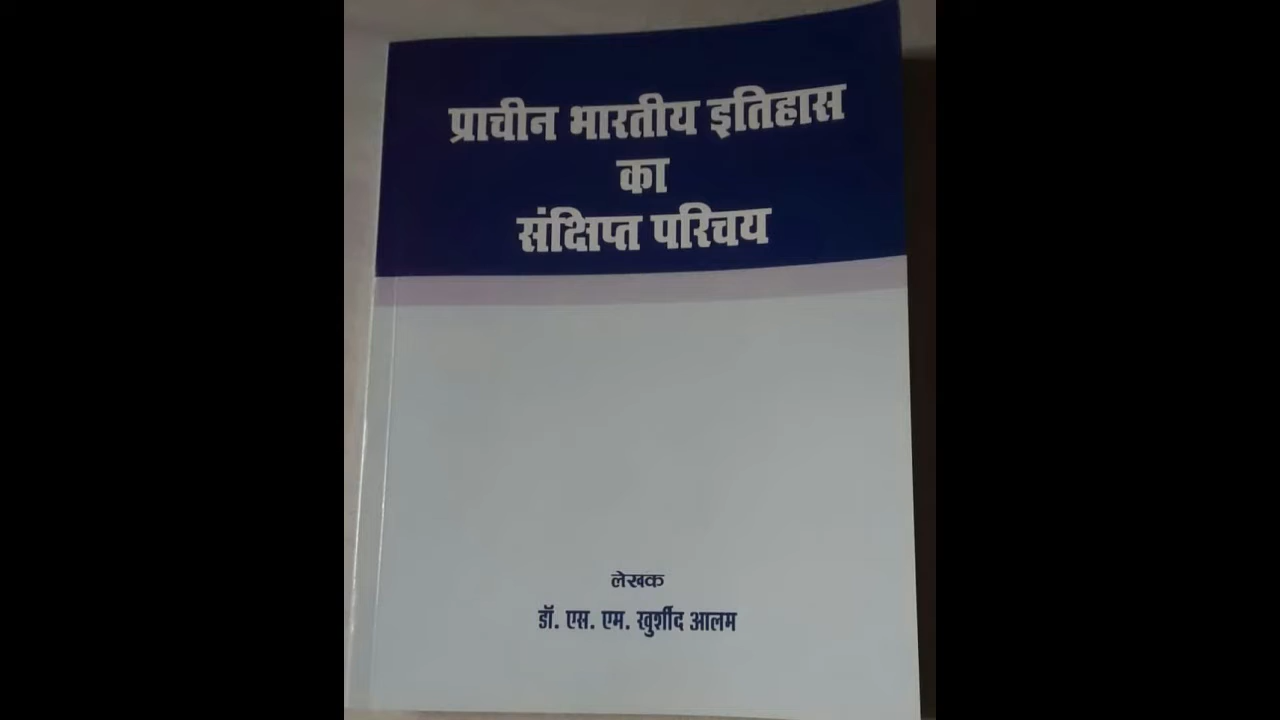 प्राचीन भारतीय इतिहास
का
संक्षिप्त परिचय
लेखक
डॉ. एस. एम. खुर्शीद आलम